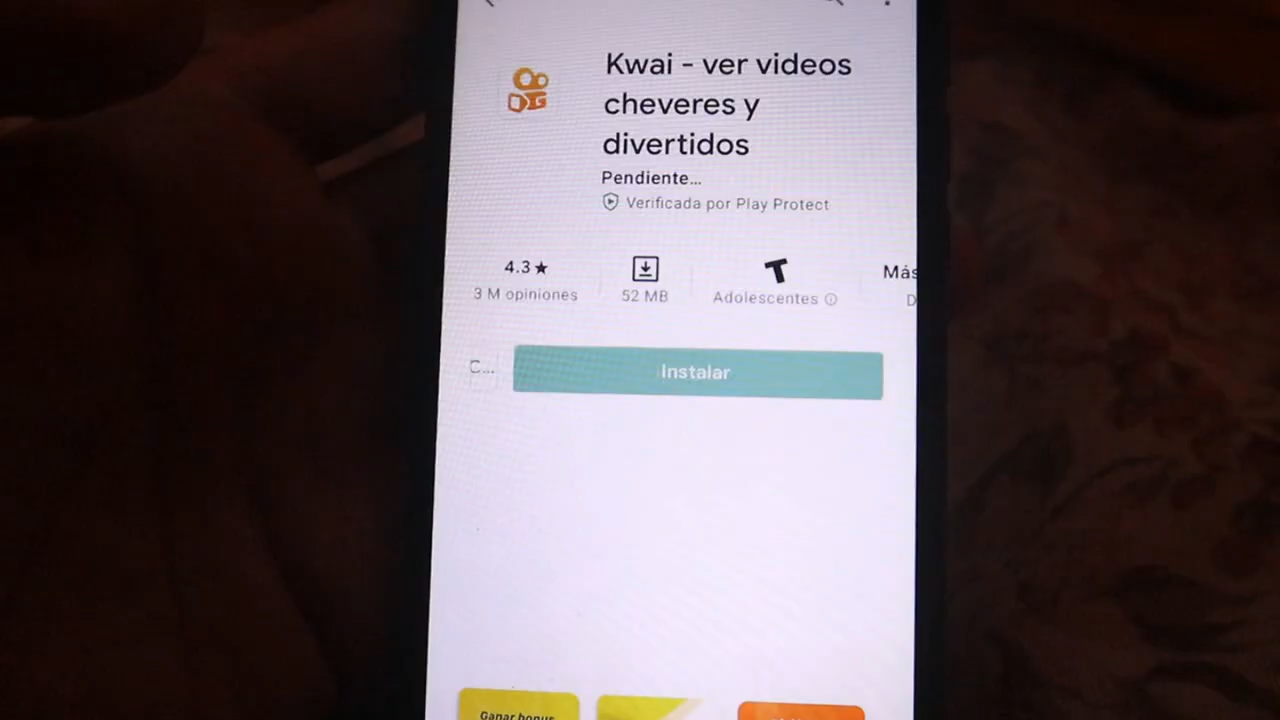 Kwai - ver videos
cheveres y
divertidos
Pendiente...
Verificada por Play Protect
4.3★
3 M opiniones
52 MB
Adolescentes
Más
D
C...
Instalar
Ganar bonus